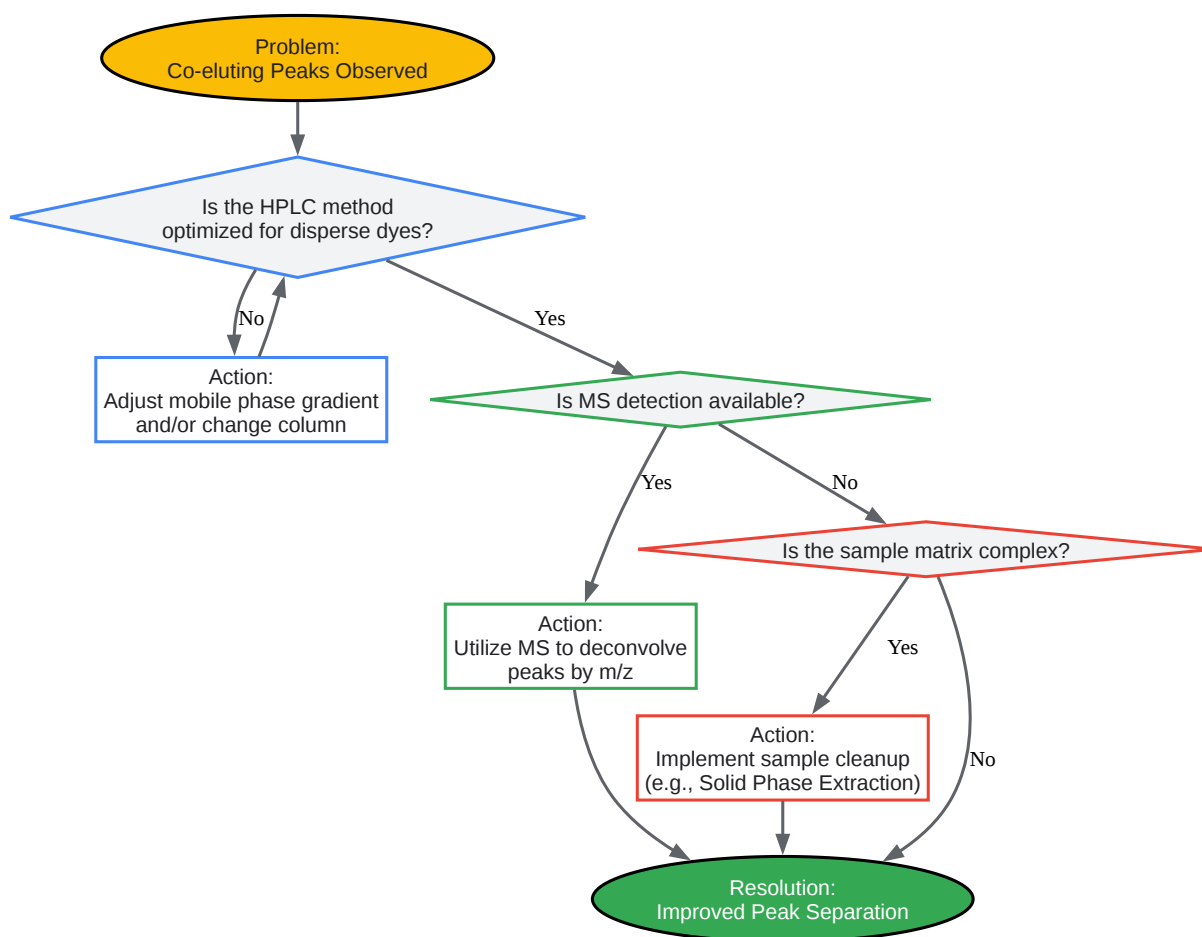 Problem:
Co-eluting Peaks Observed
Is the HPLC method
optimized for disperse dyes?
No
Yes
Action:
Adjust mobile phase gradient
and/or change column
Is MS detection available?
Yes
No
Is the sample matrix complex?
Action:
Utilize MS to deconvolve
peaks by m/z
Yes
No
Action:
Implement sample cleanup
(e.g., Solid Phase Extraction)
Resolution:
Improved Peak Separation